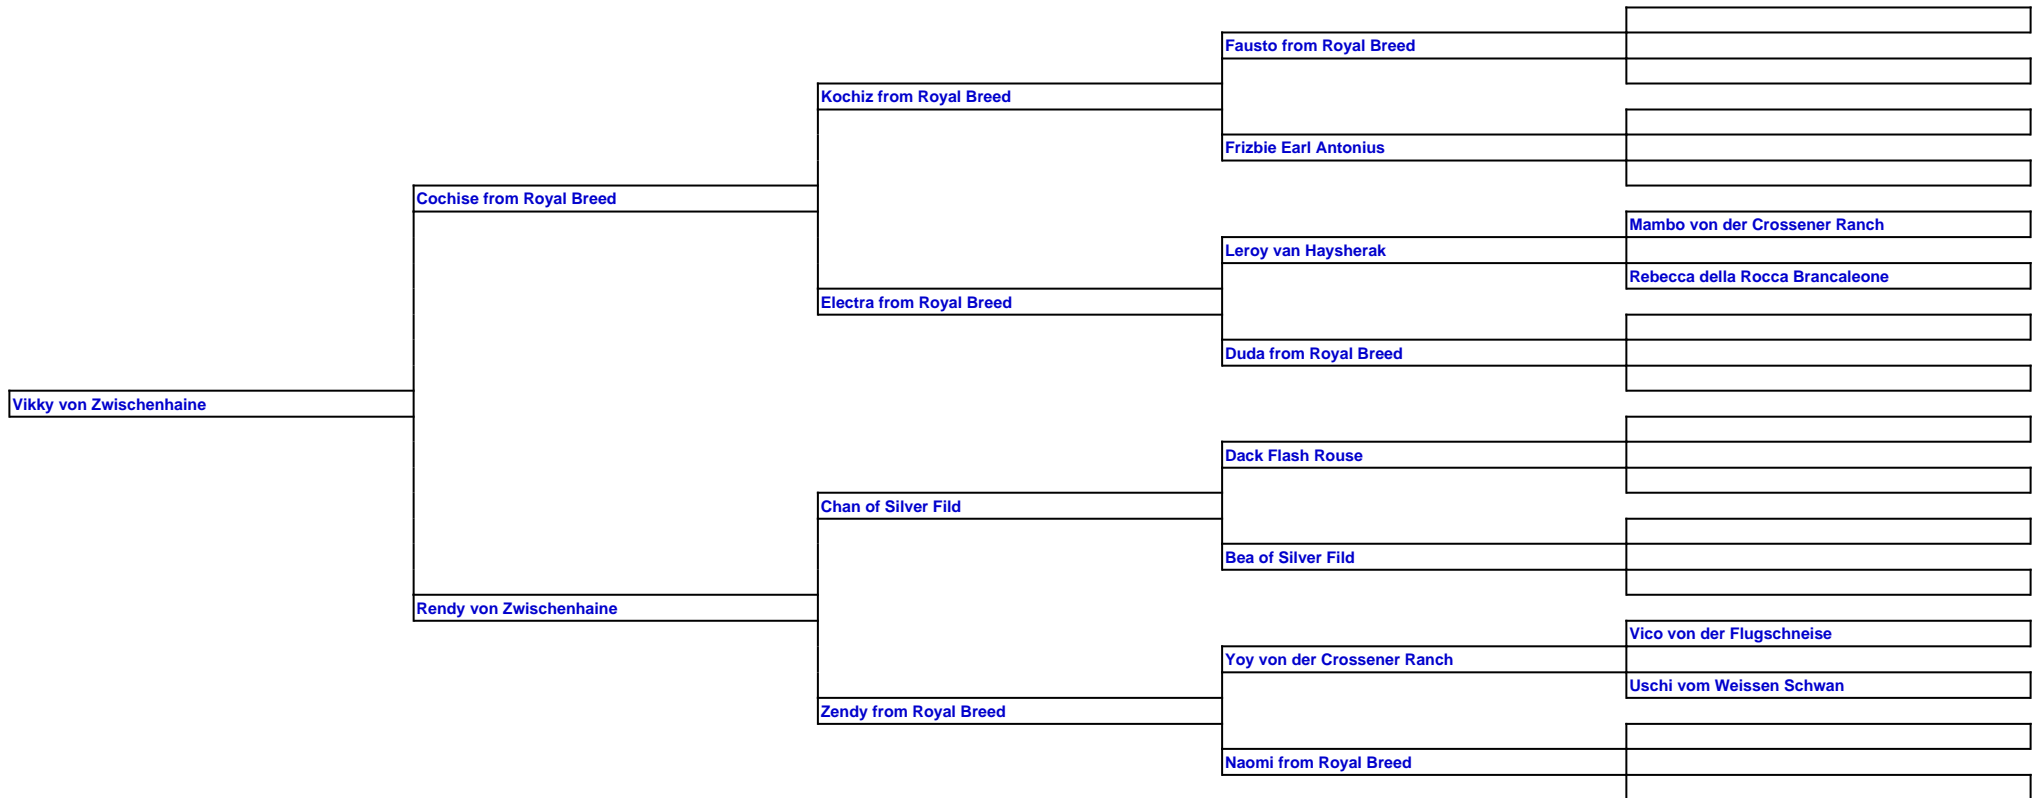 Fausto from Royal Breed
Kochiz from Royal Breed
Frizbie Earl Antonius
Cochise from Royal Breed
Mambo von der Crossener Ranch
Leroy van Haysherak
Rebecca della Rocca Brancaleone
Electra from Royal Breed
Duda from Royal Breed
Vikky von Zwischenhaine
Dack Flash Rouse
Chan of Silver Fild
Bea of Silver Fild
Rendy von Zwischenhaine
Vico von der Flugschneise
Yoy von der Crossener Ranch
Uschi vom Weissen Schwan
Zendy from Royal Breed
Naomi from Royal Breed